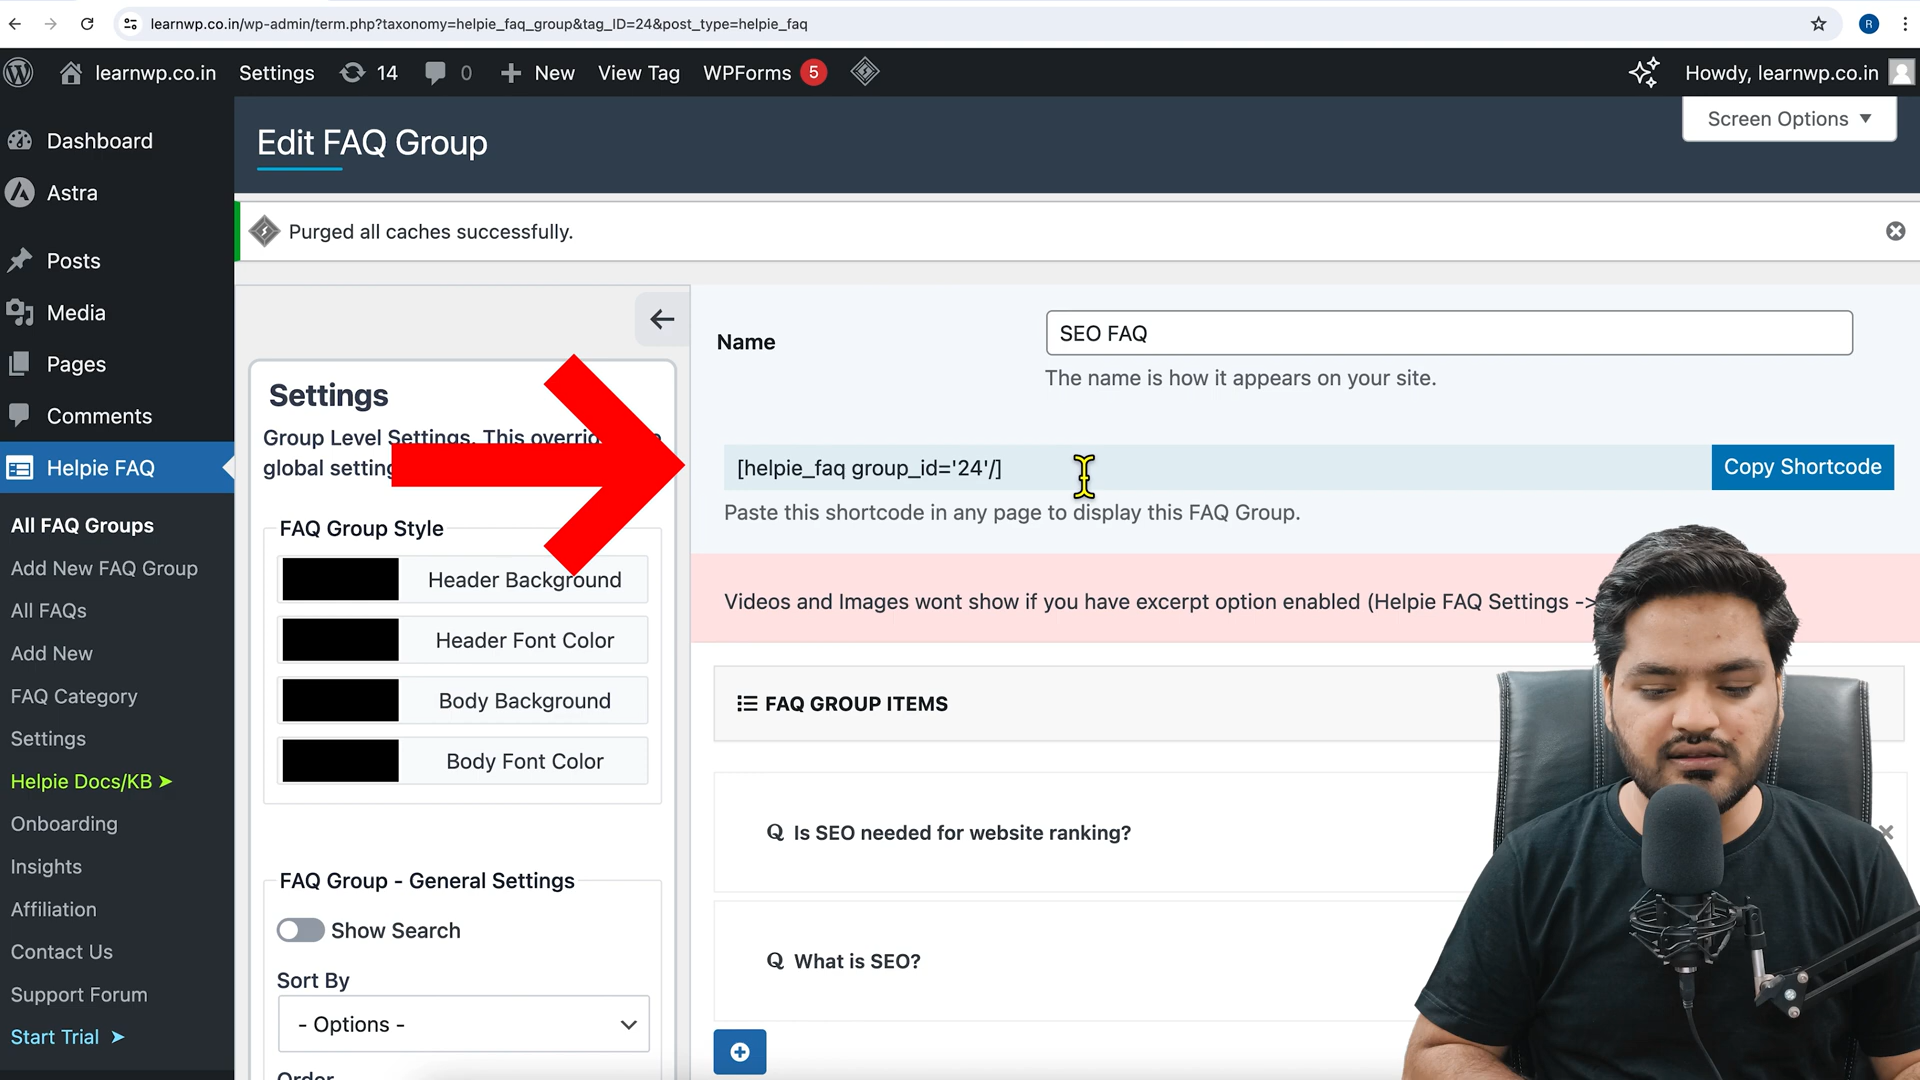 learnwp.co.in/wp-admin/term.php?taxonomy=helpie_faq_group&tag_ID=24&post_type=helpie_faq
R
learnwp.co.in
Settings
14
0
New
View Tag
WPForms
5
Howdy, learnwp.co.in
Screen Options
Dashboard
Astra
Posts
Media
Pages
Comments
Helpie FAQ
All FAQ Groups
Add New FAQ Group
All FAQs
Add New
FAQ Category
Settings
Helpie Docs/KB ➤
Onboarding
Insights
Affiliation
Contact Us
Support Forum
Start Trial ➤
Edit FAQ Group
Purged all caches successfully.
Settings
Group Level Settings. This
global
FAQ Group Style
Header Background
Header Font Color
Body Background
Body Font Color
FAQ Group - General Settings
Show Search
Sort By
- Options -
Order
Name
SEO FAQ
The name is how it appears on your site.
[helpie_faq group_id='24'/]
Copy Shortcode
Paste this shortcode in any page to display this FAQ Group.
Videos and Images wont show if you have excerpt option enabled (Helpie FAQ Settings ->
FAQ GROUP ITEMS
Q Is SEO needed for website ranking?
Q What is SEO?